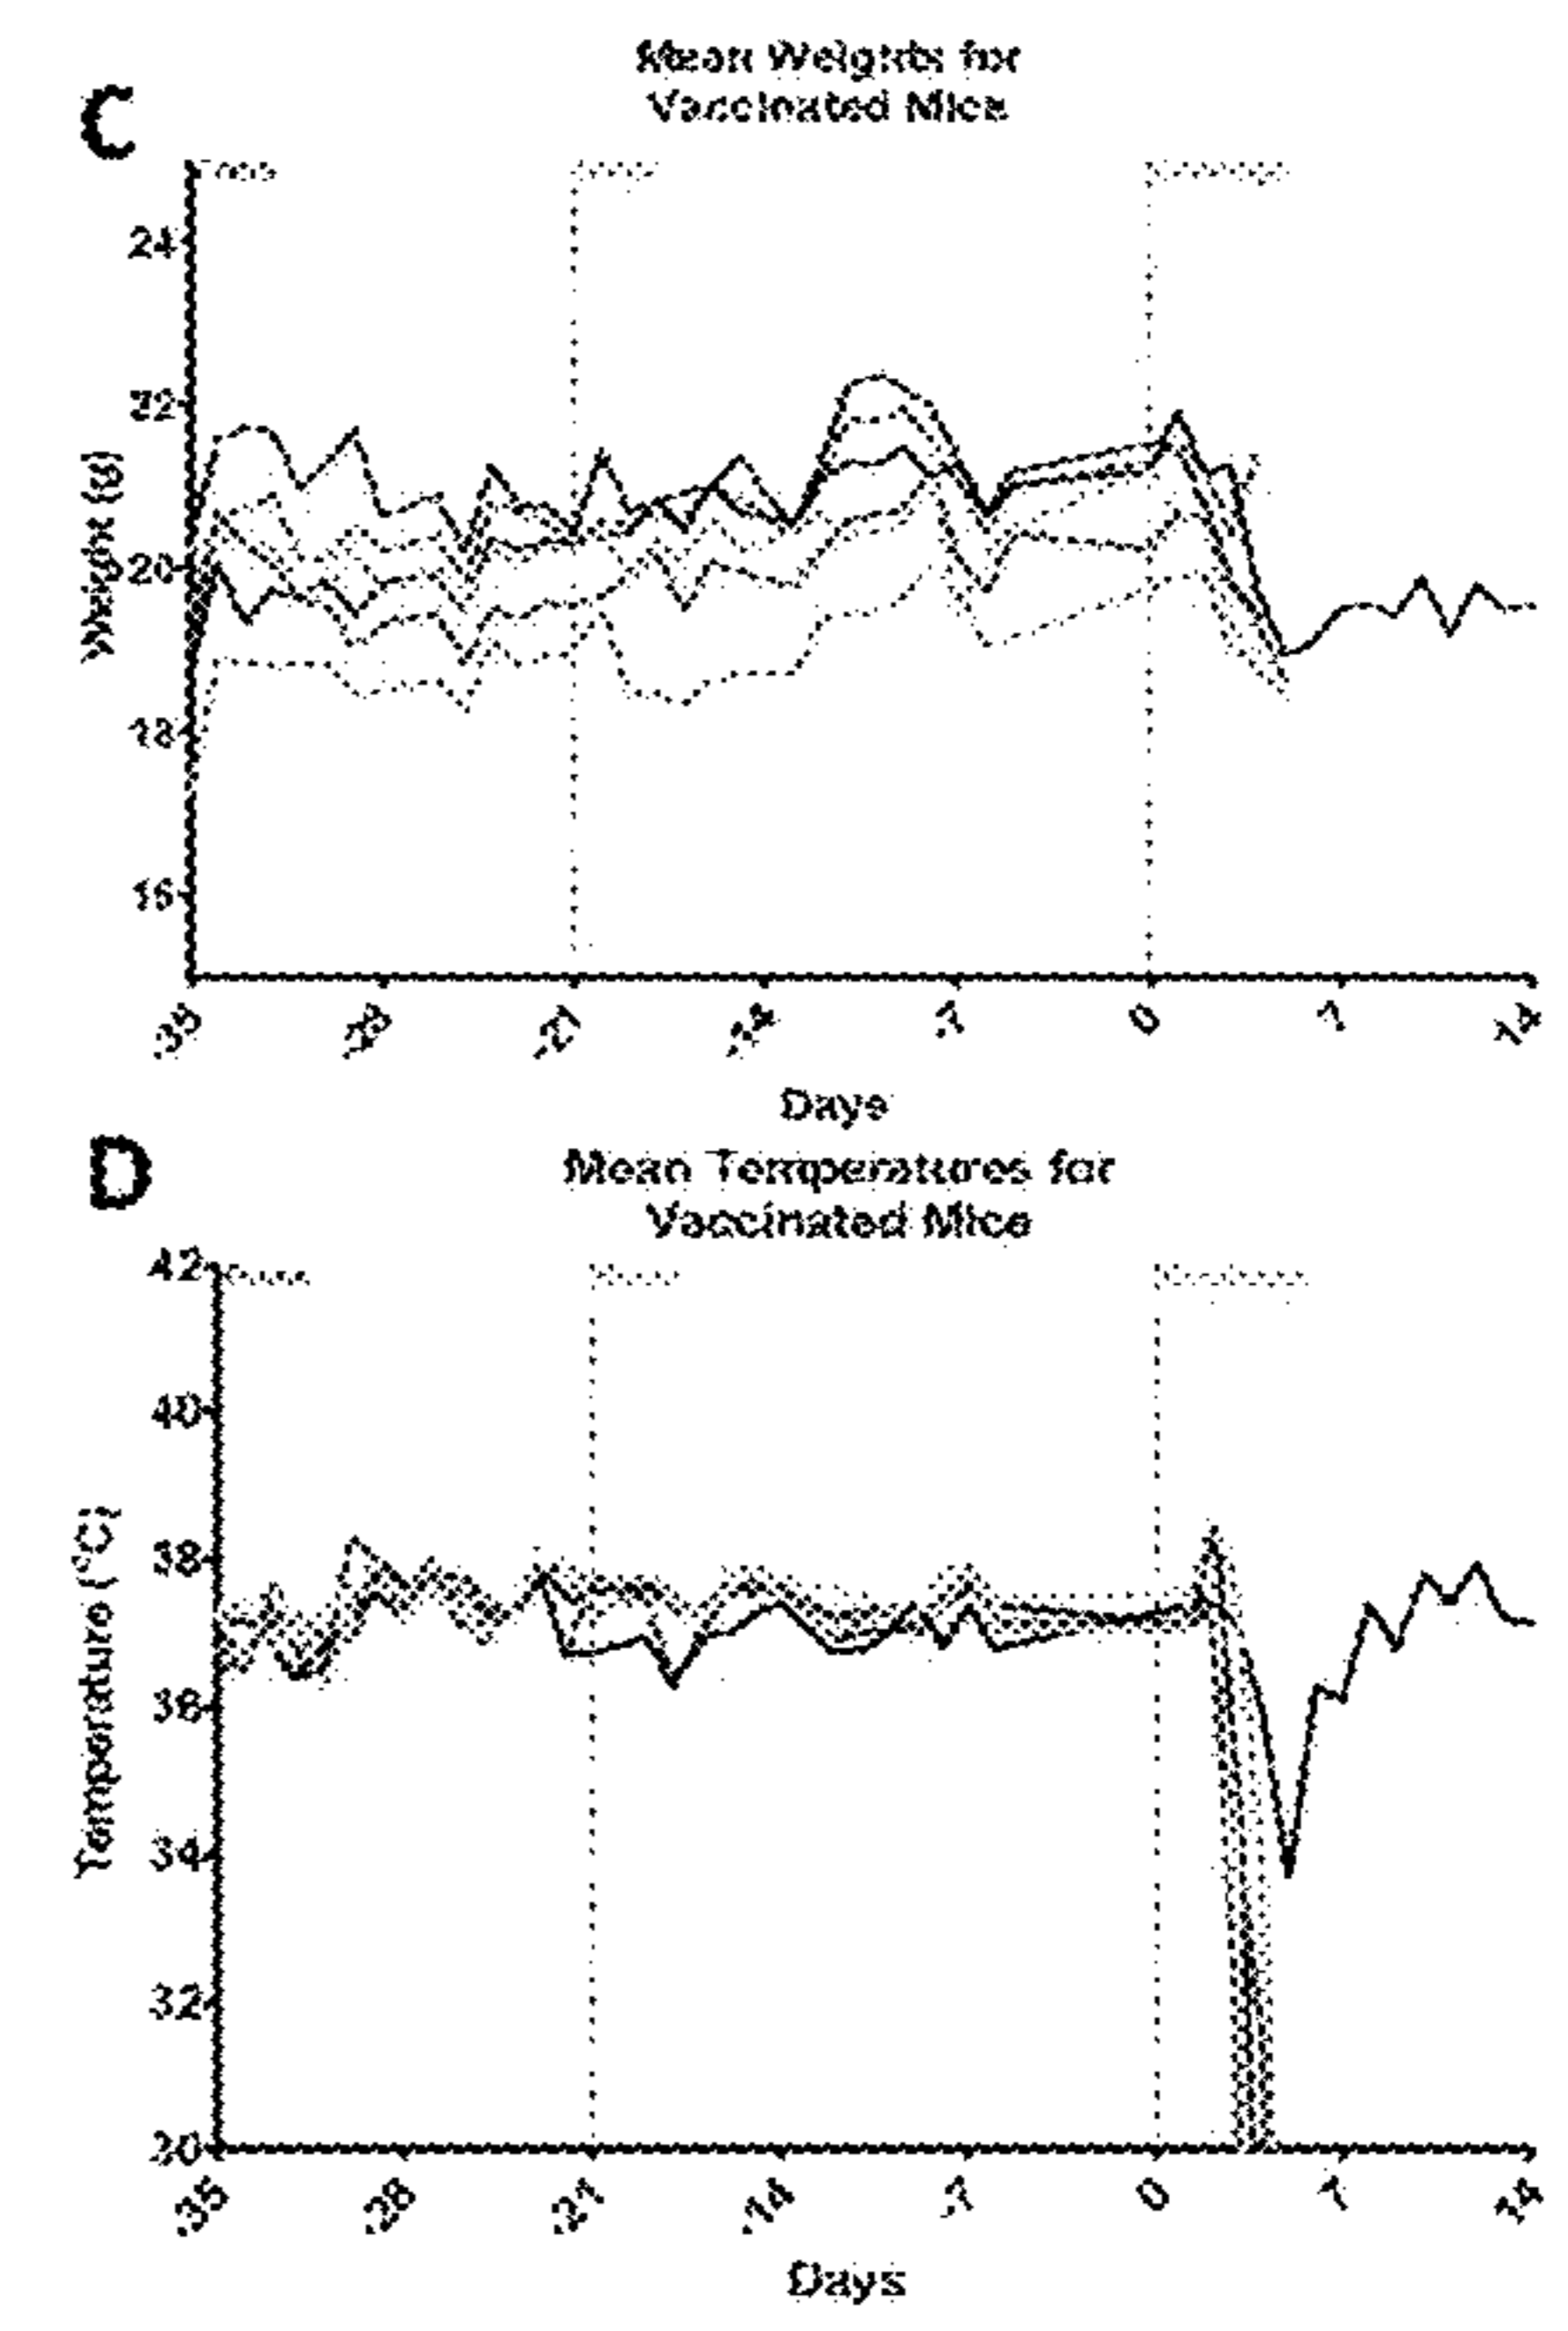 C
Mean Weights for
Vaccinated Mice
24
22
20
18
16
Weight (g)
-35
-28
-21
-14
-7
0
7
14
Days
D
Mean Temperatures for
Vaccinated Mice
42
40
38
36
34
32
30
Temperature (°C)
-35
-28
-21
-14
-7
0
7
14
Days